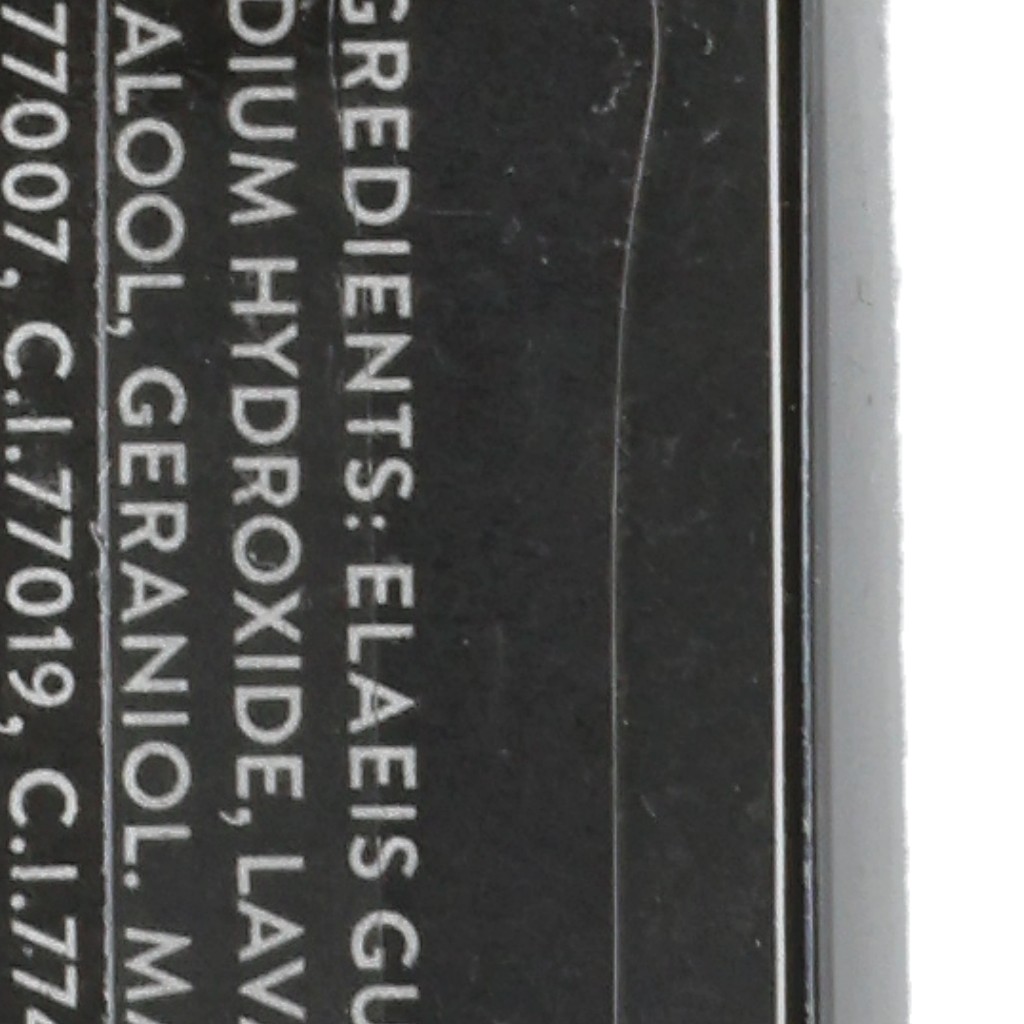 GREDIENTS: ELAEIS GU
DIUM HYDROXIDE, LAV
ALOOL, GERANIOL. M
77007, C.I.77019, C.I.77